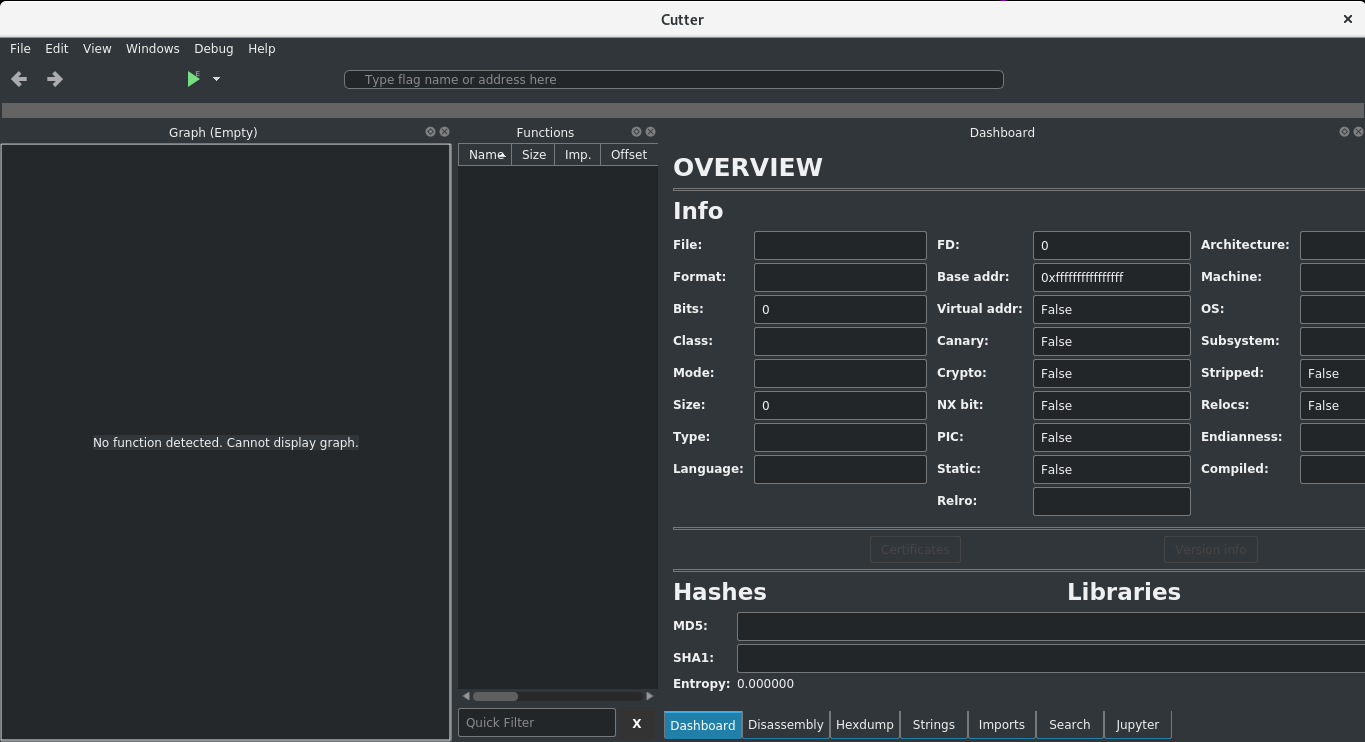 Cutter
File Edit View Windows Debug Help
Type flag name or address here
Graph (Empty)
Functions
Dashboard
Name Size Imp. Offset
No function detected. Cannot display graph.
Quick Filter X
OVERVIEW
Info
File: FD: 0 Architecture:
Format: Base addr: 0xffffffffffffffff Machine:
Bits: 0 Virtual addr: False OS:
Class: Canary: False Subsystem:
Mode: Crypto: False Stripped: False
Size: 0 NX bit: False Relocs: False
Type: PIC: False Endianness:
Language: Static: False Compiled:
Relro:
Certificates Version info
Hashes Libraries
MD5:
SHA1:
Entropy: 0.000000
Dashboard Disassembly Hexdump Strings Imports Search Jupyter